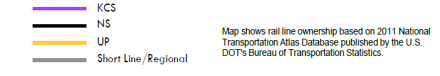 KCS
NS
UP
Short Line/Regional
Map shows rail line ownership based on 2011 National
Transportation Atlas Database published by the U.S.
DOT's Bureau of Transportation Statistics.